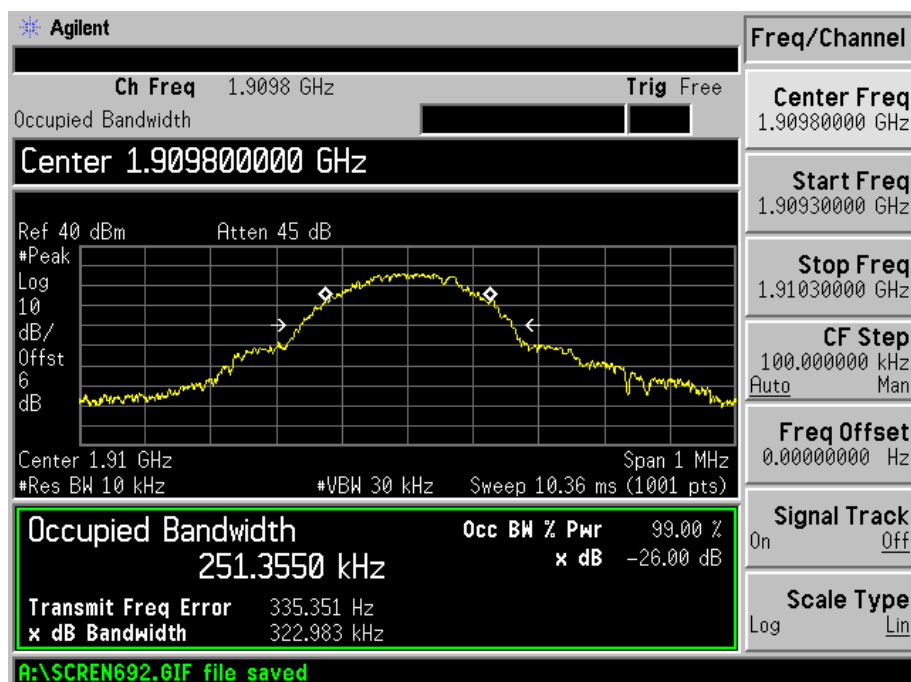 Agilent
Ch Freq 1.9098 GHz Trig Free
Occupied Bandwidth
Center 1.909800000 GHz
Ref 40 dBm Atten 45 dB
#Peak
Log
10
dB/
Offst
6
dB
Center 1.91 GHz Span 1 MHz
#Res BW 10 kHz #VBW 30 kHz Sweep 10.36 ms (1001 pts)
Occupied Bandwidth Occ BW % Pwr 99.00 %
251.3550 kHz x dB -26.00 dB
Transmit Freq Error 335.351 Hz
x dB Bandwidth 322.983 kHz
A:\SCREN692.GIF file saved
Freq/Channel
Center Freq
1.90980000 GHz
Start Freq
1.90930000 GHz
Stop Freq
1.91030000 GHz
CF Step
100.000000 kHz
Auto Man
Freq Offset
0.00000000 Hz
Signal Track
On Off
Scale Type
Log Lin